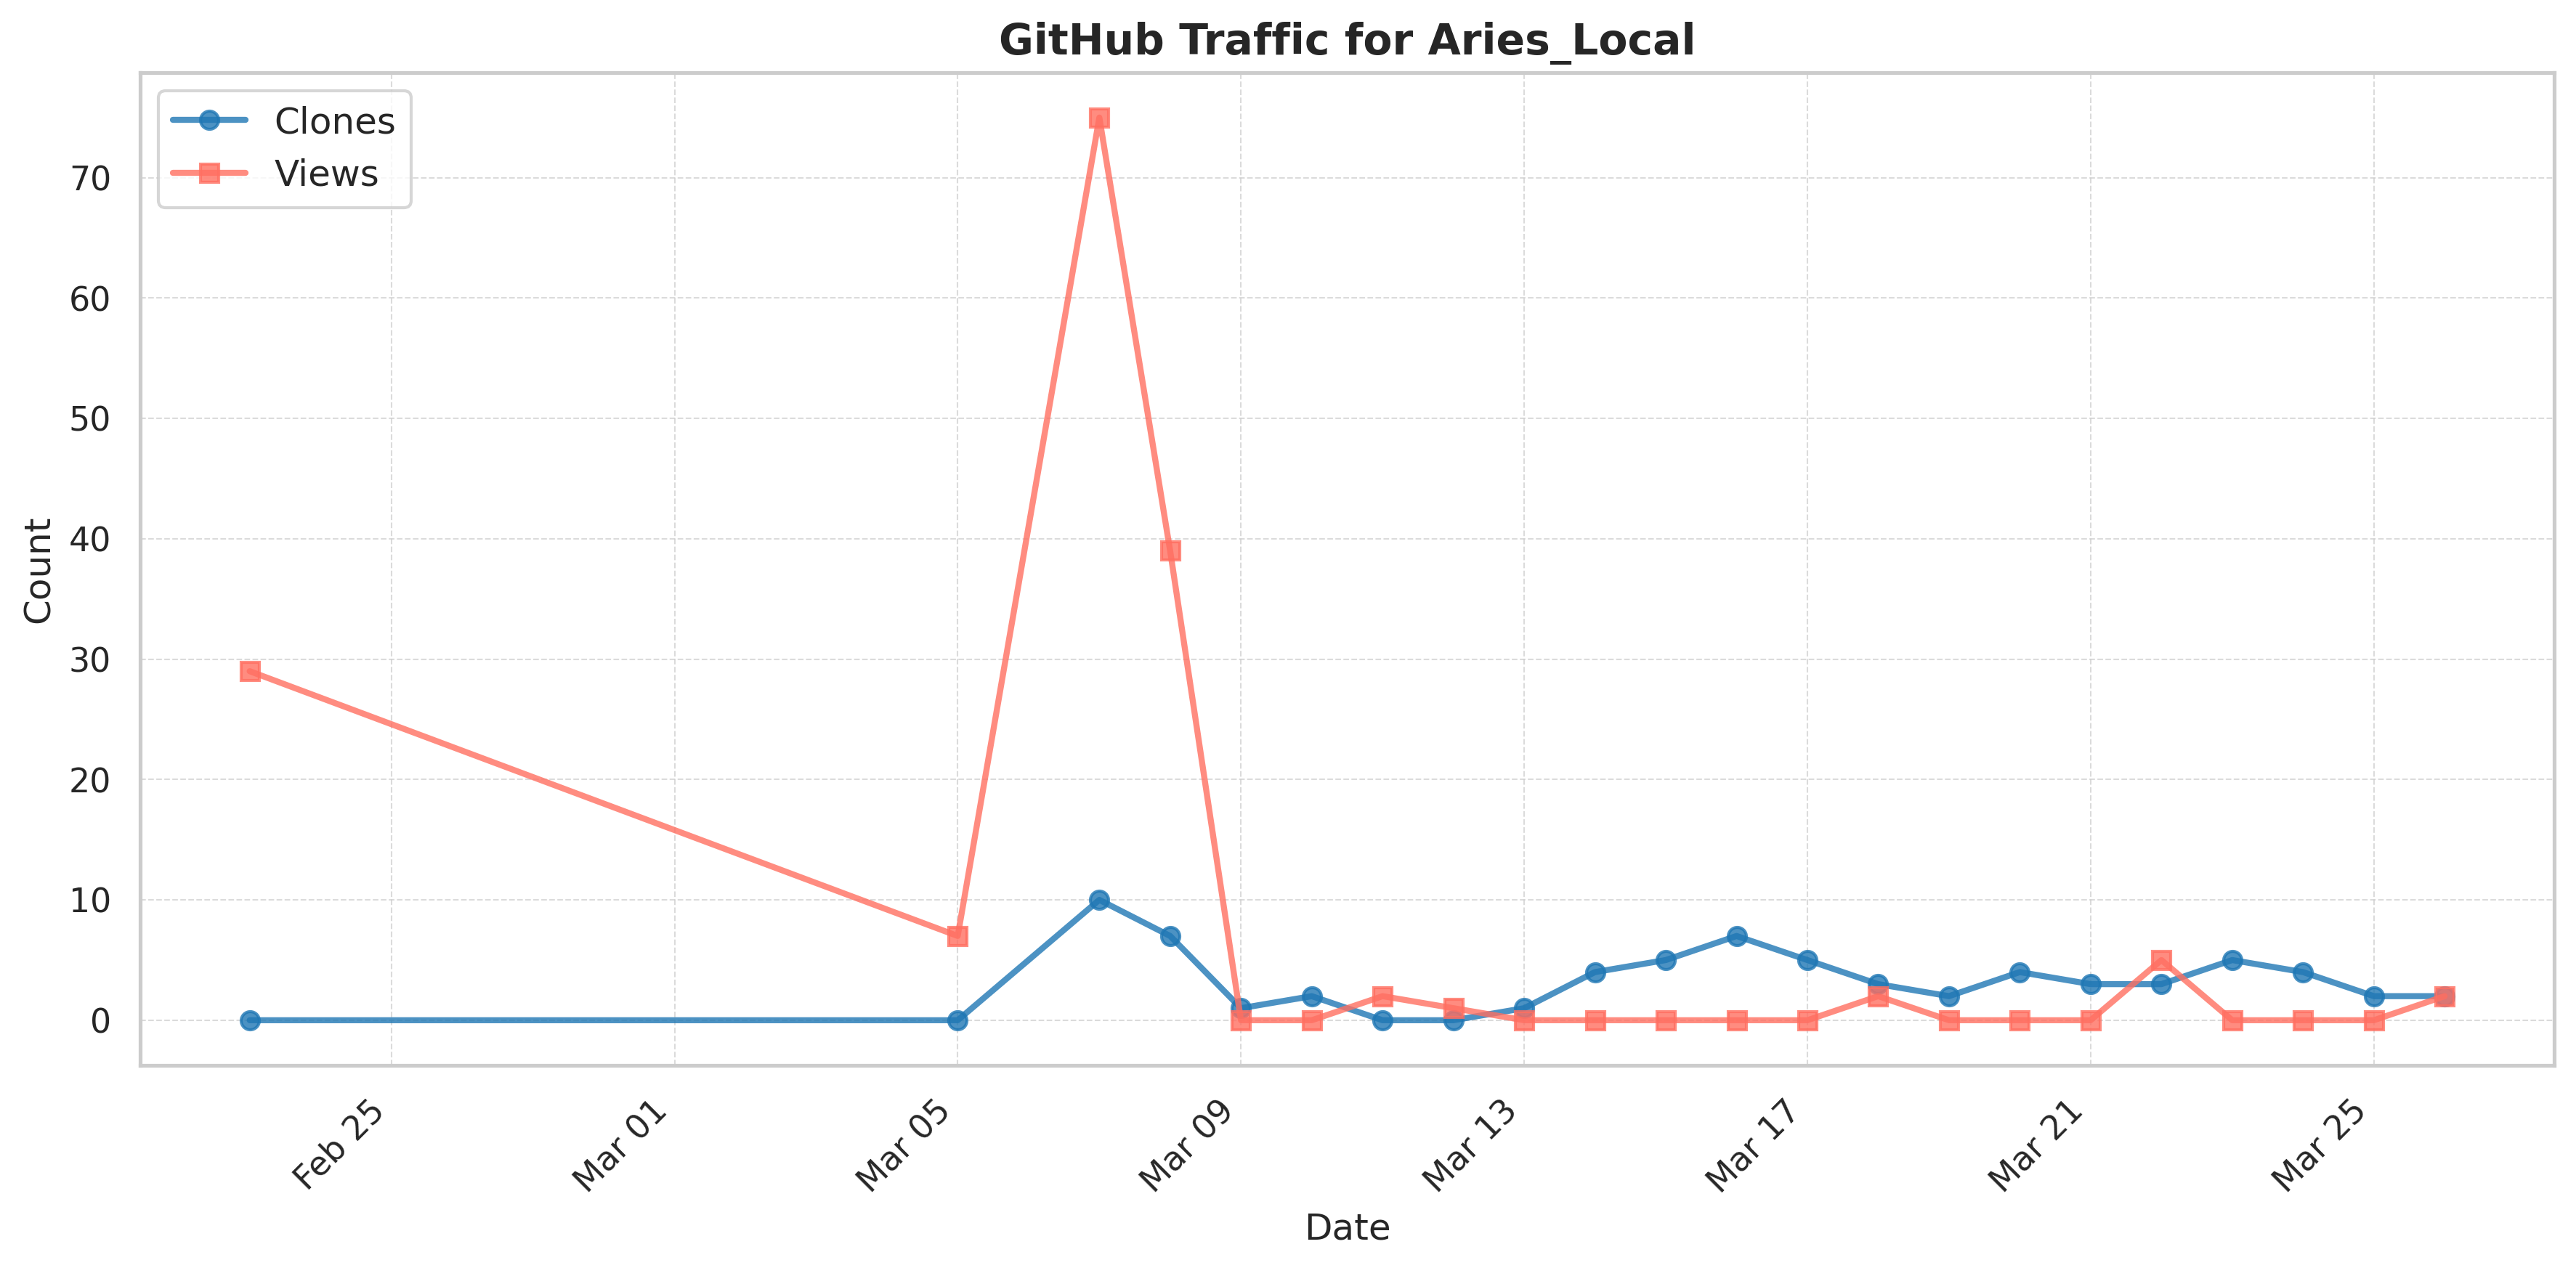 GitHub Traffic for Aries_Local
Clones
Views
70
60
50
40
30
20
10
0
Count
Feb 25
Mar 01
Mar 05
Mar 09
Mar 13
Mar 17
Mar 21
Mar 25
Date